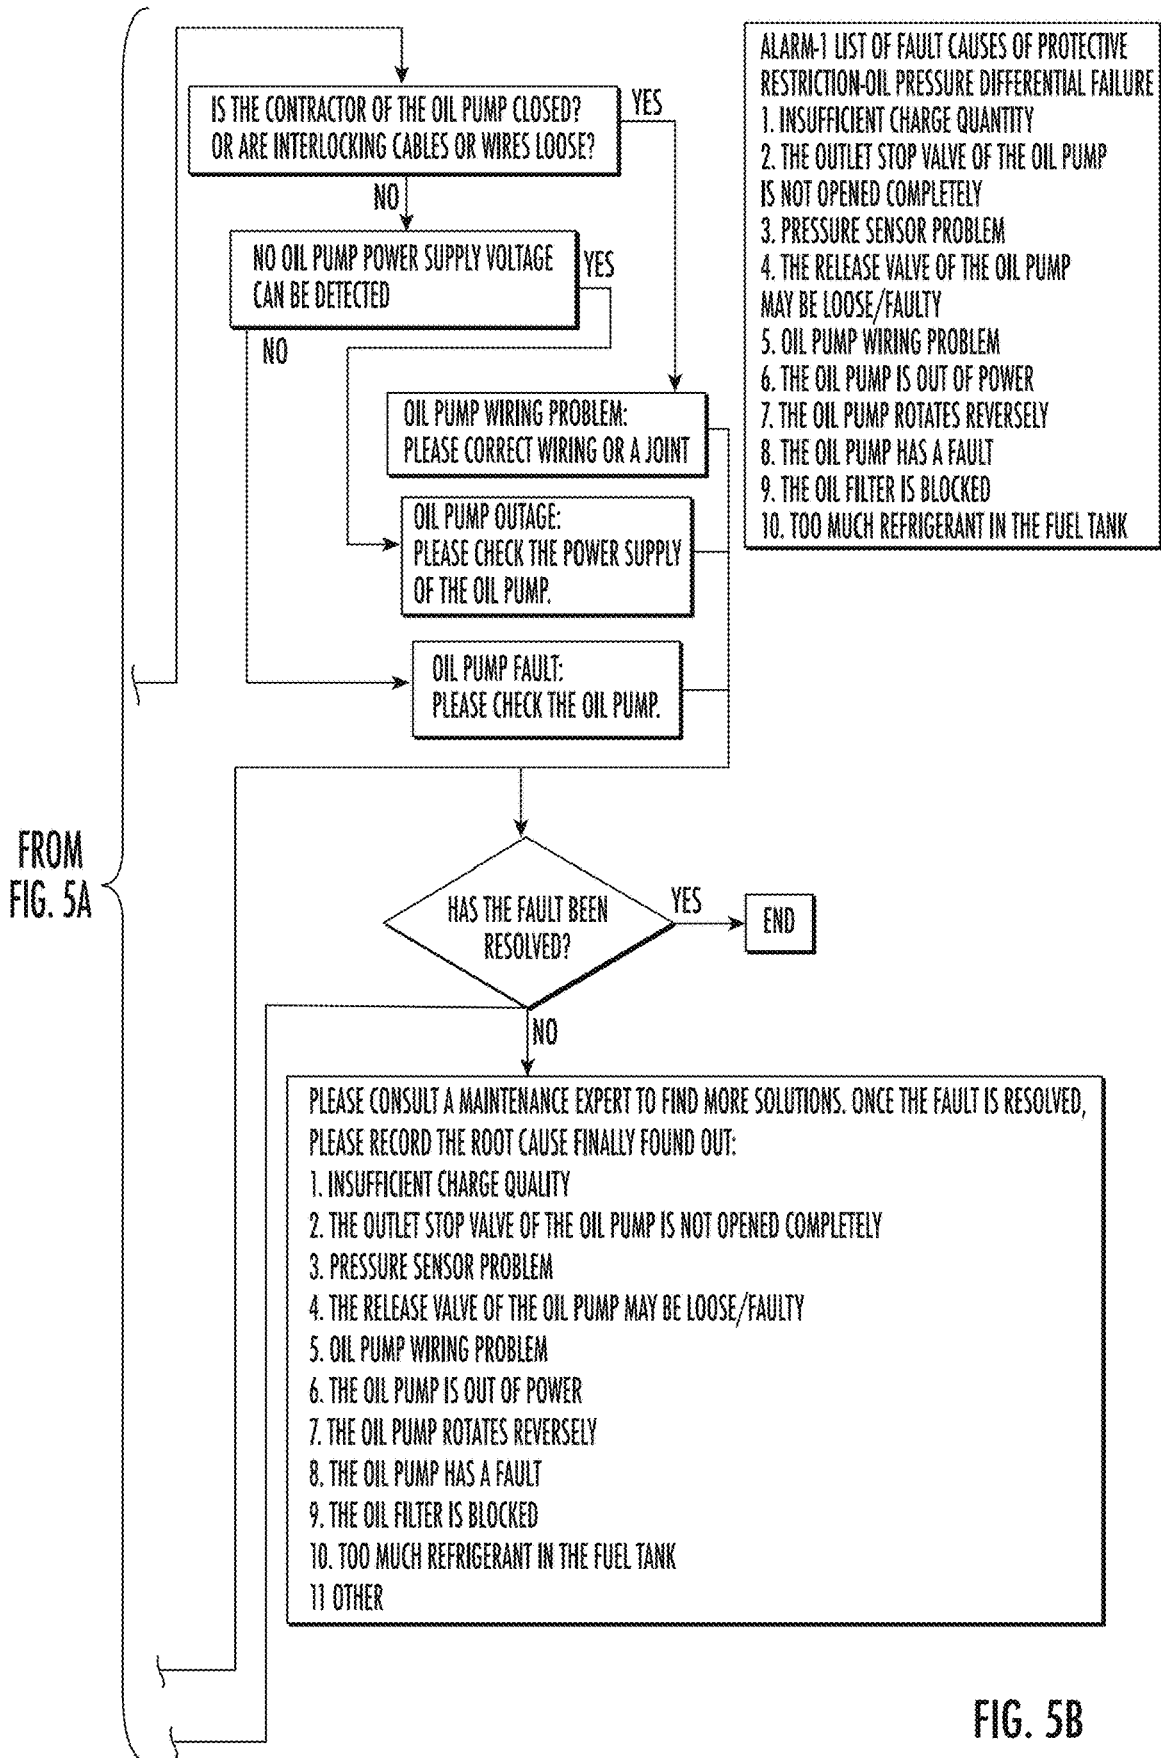 IS THE CONTRACTOR OF THE OIL PUMP CLOSED?
OR ARE INTERLOCKING CABLES OR WIRES LOOSE?
YES
NO
NO OIL PUMP POWER SUPPLY VOLTAGE
CAN BE DETECTED
YES
NO
OIL PUMP WIRING PROBLEM:
PLEASE CORRECT WIRING OR A JOINT
OIL PUMP OUTAGE:
PLEASE CHECK THE POWER SUPPLY
OF THE OIL PUMP.
OIL PUMP FAULT:
PLEASE CHECK THE OIL PUMP.
ALARM-1 LIST OF FAULT CAUSES OF PROTECTIVE
RESTRICTION-OIL PRESSURE DIFFERENTIAL FAILURE
1. INSUFFICIENT CHARGE QUANTITY
2. THE OUTLET STOP VALVE OF THE OIL PUMP
IS NOT OPENED COMPLETELY
3. PRESSURE SENSOR PROBLEM
4. THE RELEASE VALVE OF THE OIL PUMP
MAY BE LOOSE/FAULTY
5. OIL PUMP WIRING PROBLEM
6. THE OIL PUMP IS OUT OF POWER
7. THE OIL PUMP ROTATES REVERSELY
8. THE OIL PUMP HAS A FAULT
9. THE OIL FILTER IS BLOCKED
10. TOO MUCH REFRIGERANT IN THE FUEL TANK
FROM
FIG. 5A
HAS THE FAULT BEEN
RESOLVED?
YES
END
NO
PLEASE CONSULT A MAINTENANCE EXPERT TO FIND MORE SOLUTIONS. ONCE THE FAULT IS RESOLVED,
PLEASE RECORD THE ROOT CAUSE FINALLY FOUND OUT:
1. INSUFFICIENT CHARGE QUALITY
2. THE OUTLET STOP VALVE OF THE OIL PUMP IS NOT OPENED COMPLETELY
3. PRESSURE SENSOR PROBLEM
4. THE RELEASE VALVE OF THE OIL PUMP MAY BE LOOSE/FAULTY
5. OIL PUMP WIRING PROBLEM
6. THE OIL PUMP IS OUT OF POWER
7. THE OIL PUMP ROTATES REVERSELY
8. THE OIL PUMP HAS A FAULT
9. THE OIL FILTER IS BLOCKED
10. TOO MUCH REFRIGERANT IN THE FUEL TANK
11 OTHER
FIG. 5B